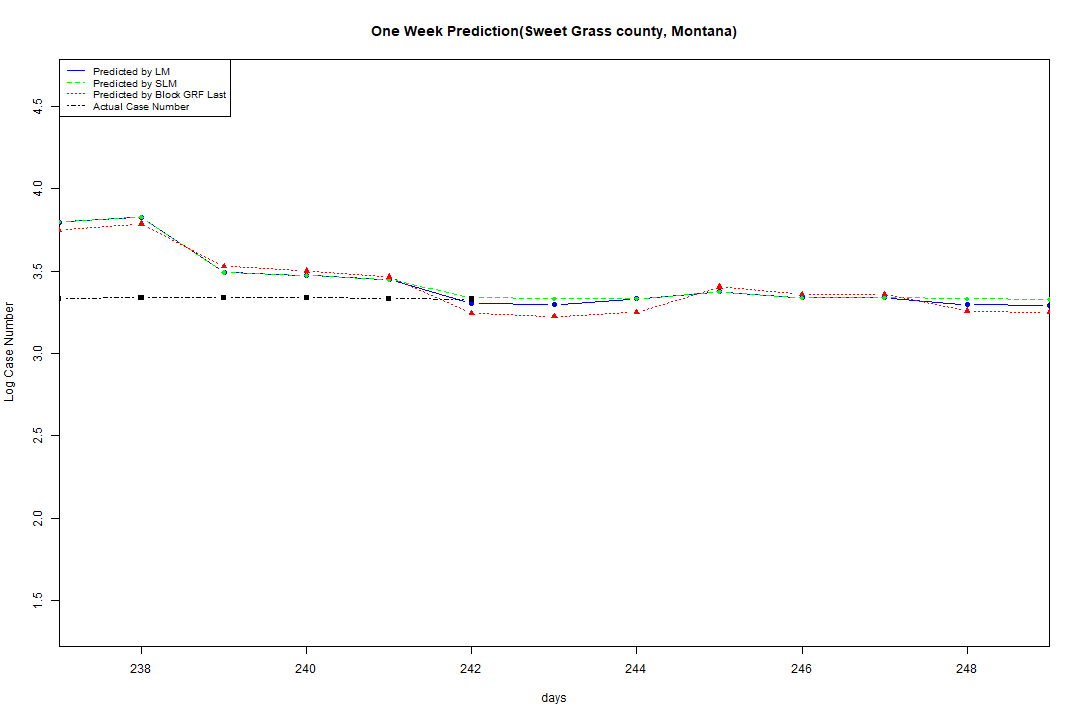 One Week Prediction(Sweet Grass county, Montana)
Predicted by LM
Predicted by SLM
Predicted by Block GRF Last
Actual Case Number
4.5
4.0
3.5
3.0
2.5
2.0
1.5
Log Case Number
238 240 242 244 246 248
days